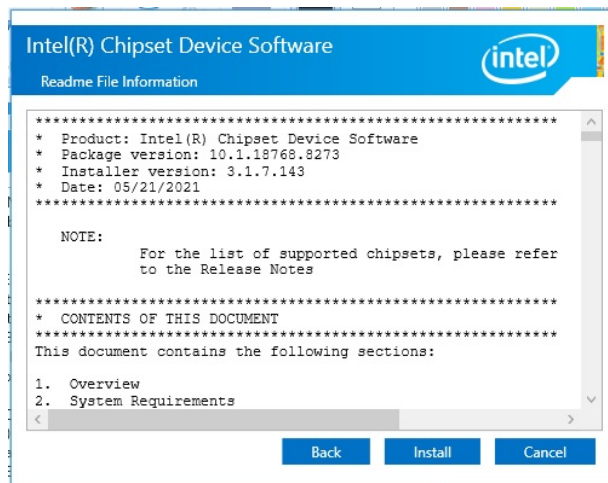 Intel(R) Chipset Device Software
Readme File Information
intel
************************************************************
*  Product: Intel(R) Chipset Device Software
*  Package version: 10.1.18768.8273
*  Installer version: 3.1.7.143
*  Date: 05/21/2021
************************************************************
NOTE:
For the list of supported chipsets, please refer
to the Release Notes
************************************************************
*  CONTENTS OF THIS DOCUMENT
************************************************************
This document contains the following sections:
1.  Overview
2.  System Requirements
Back
Install
Cancel